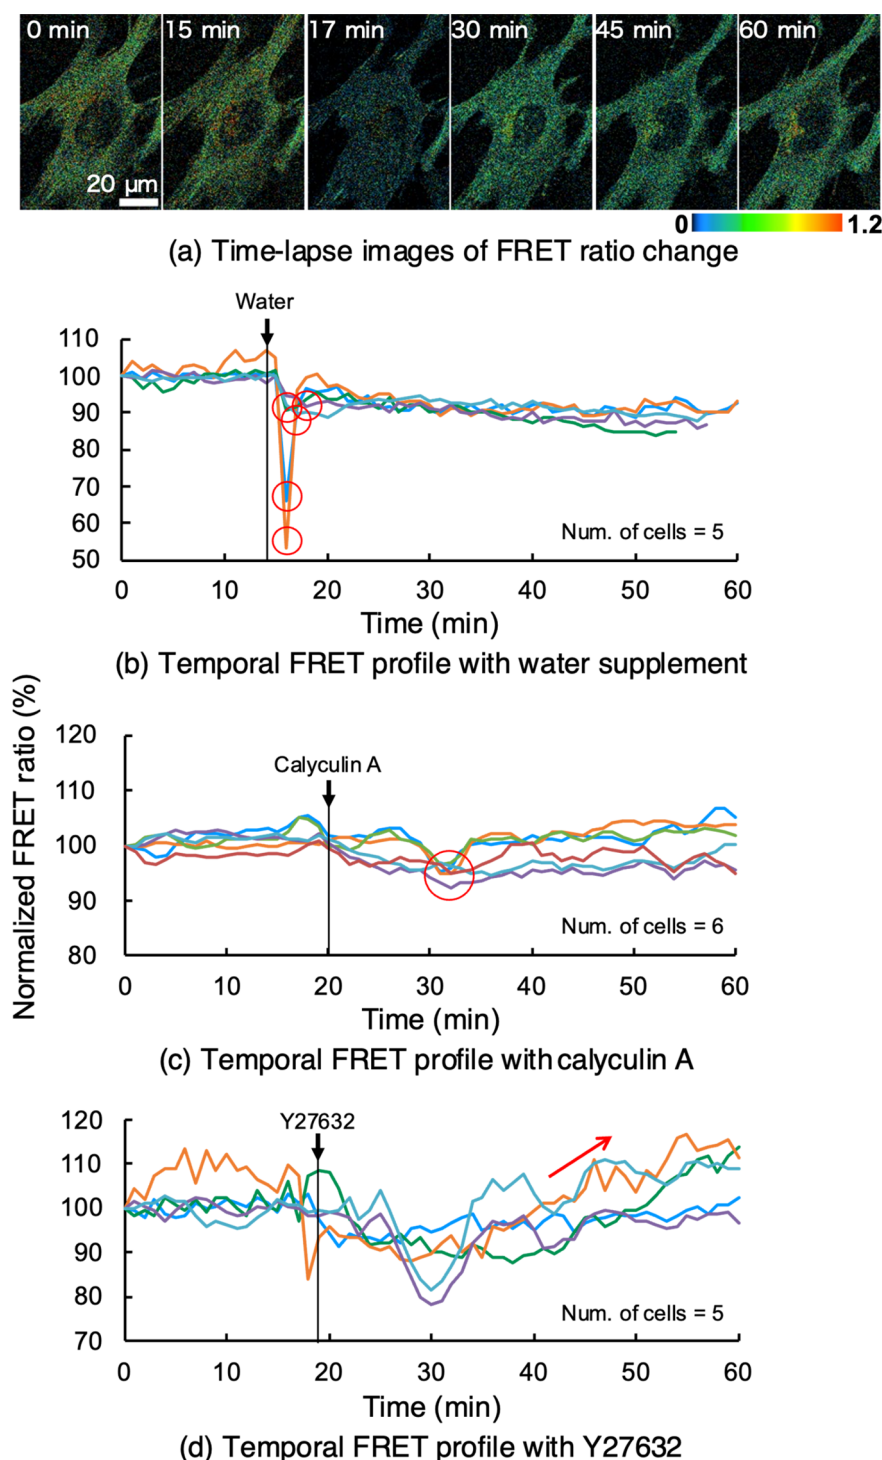 0 min 15 min 17 min 30 min 45 min 60 min
20 µm
0 1.2
(a) Time-lapse images of FRET ratio change
Water
110
100
90
80
70
60
50
Num. of cells = 5
0 10 20 30 40 50 60
Time (min)
(b) Temporal FRET profile with water supplement
Normalized FRET ratio (%)
120
Calyculin A
110
100
90
80
Num. of cells = 6
0 10 20 30 40 50 60
Time (min)
(c) Temporal FRET profile with calyculin A
120
Y27632
110
100
90
80
70
Num. of cells = 5
0 10 20 30 40 50 60
Time (min)
(d) Temporal FRET profile with Y27632